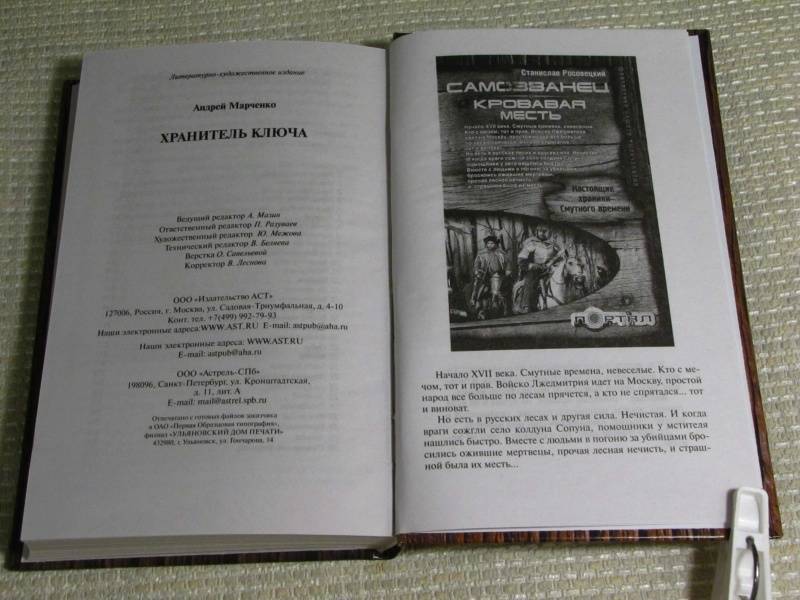 Литературно-художественное издание
Андрей Марченко
ХРАНИТЕЛЬ КЛЮЧА
Ведущий редактор А. Мазин
Ответственный редактор П. Разуваев
Художественный редактор Ю. Межова
Технический редактор В. Беляева
Верстка О. Савельевой
Корректор В. Леснова
ООО «Издательство АСТ»
127006, Россия, г. Москва, ул. Садовая-Триумфальная, д. 4-10
Конт. тел. +7(499) 992-79-93
Наши электронные адреса:WWW.AST.RU E-mail: astpub@aha.ru
Наши электронные адреса: WWW.AST.RU
E-mail: astpub@aha.ru
ООО «Астрель-СПб»
198096, Санкт-Петербург, ул. Кронштадтская,
д. 11, лит. А
E-mail: mail@astrel.spb.ru
Отпечатано с готовых файлов заказчика
в ОАО «Первая Образцовая типография»,
филиал «УЛЬЯНОВСКИЙ ДОМ ПЕЧАТИ»
432980, г. Ульяновск, ул. Гончарова, 14
Станислав Росовецкий
САМОЗВАНЕЦ
КРОВАВАЯ
МЕСТЬ
Настоящие
хроники
Смутного времени
ПОРТАЛ
Начало XVII века. Смутные времена, невеселые. Кто с ме-
чом, тот и прав. Войско Лжедмитрия идет на Москву, простой
народ все больше по лесам прячется, а кто не спрятался... тот
и виноват.
Но есть в русских лесах и другая сила. Нечистая. И когда
враги сожгли село колдуна Сопуна, помощники у мстителя
нашлись быстро. Вместе с людьми в погоню за убийцами бро-
сились ожившие мертвецы, прочая лесная нечисть, и страш-
ной была их месть...